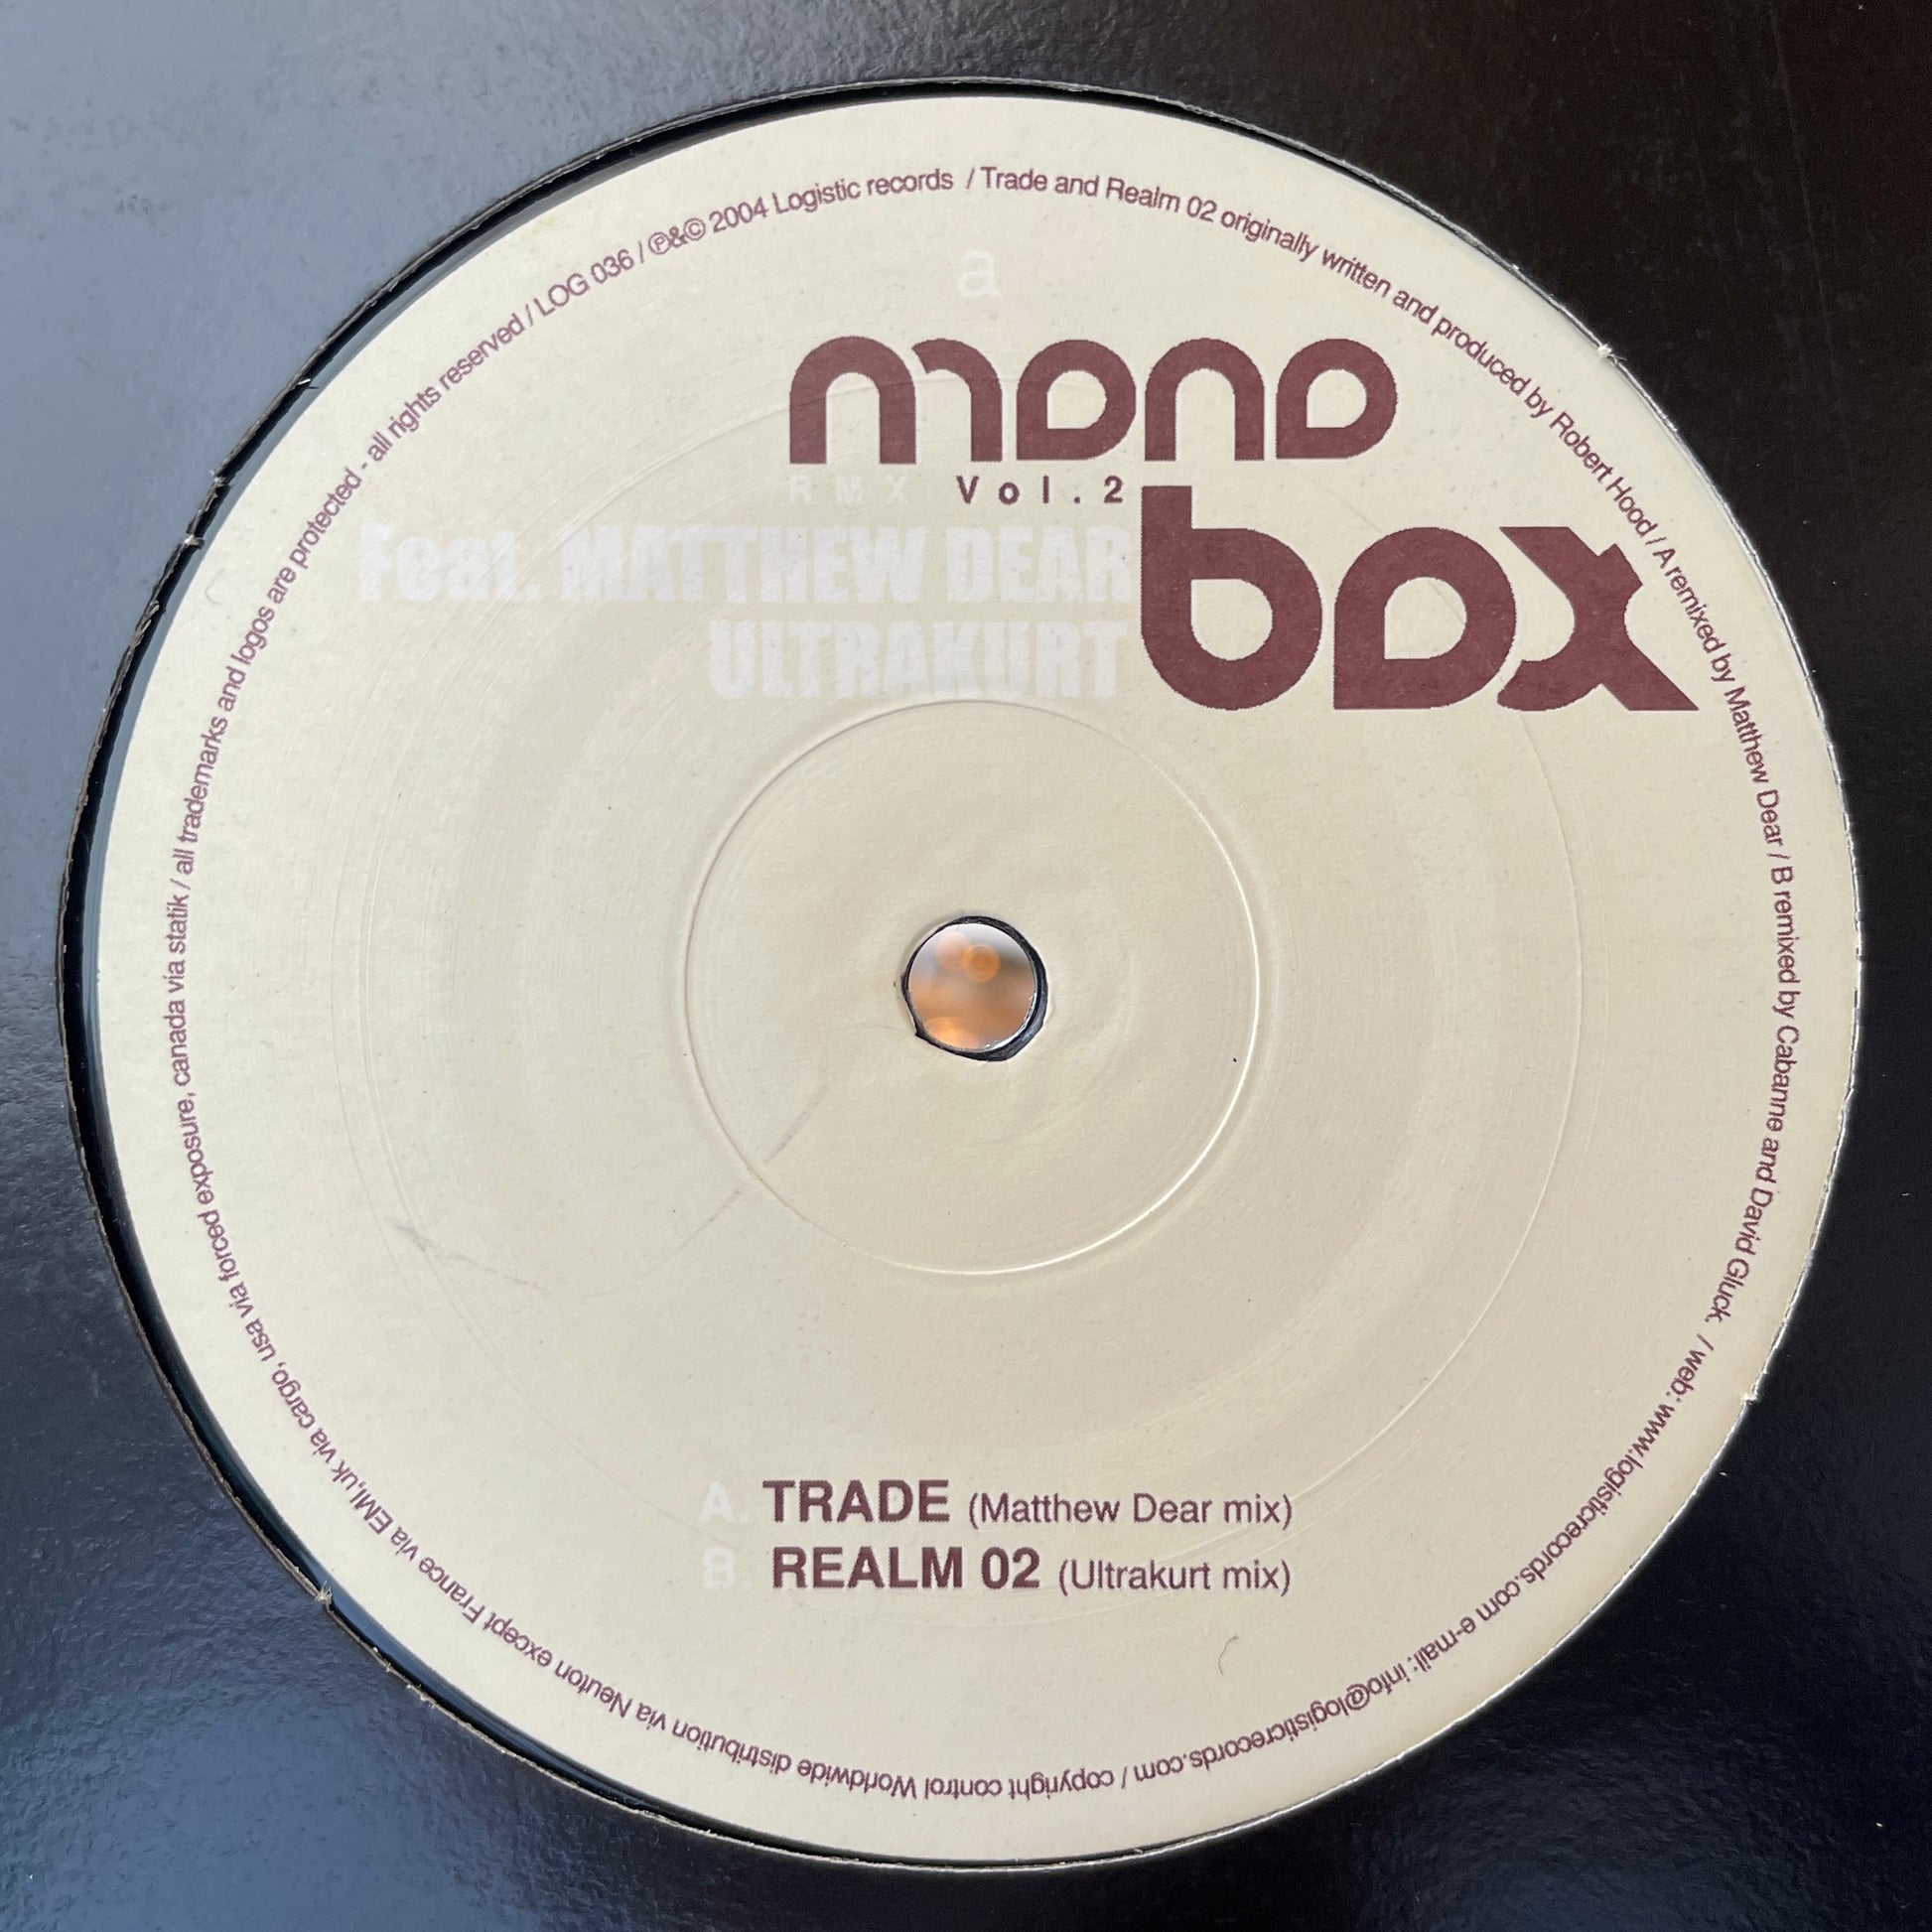 a
mono
RMX Vol.2
box
Feat. MATTHEW DEAR
ULTRAKURT
A. TRADE (Matthew Dear mix)
B. REALM 02 (Ultrakurt mix)
LOG 036 / ℗&© 2004 Logistic records / Trade and Realm 02 originally written and produced by Robert Hood / A remixed by Matthew Dear / B remixed by Cabanne and David Gluck. / web: www.logisticrecords.com e-mail: info@logisticrecords.com / copyright control Worldwide distribution via Neuton except France via EMI,uk via cargo, usa via forced exposure, canada via statik / all trademarks and logos are protected - all rights reserved /